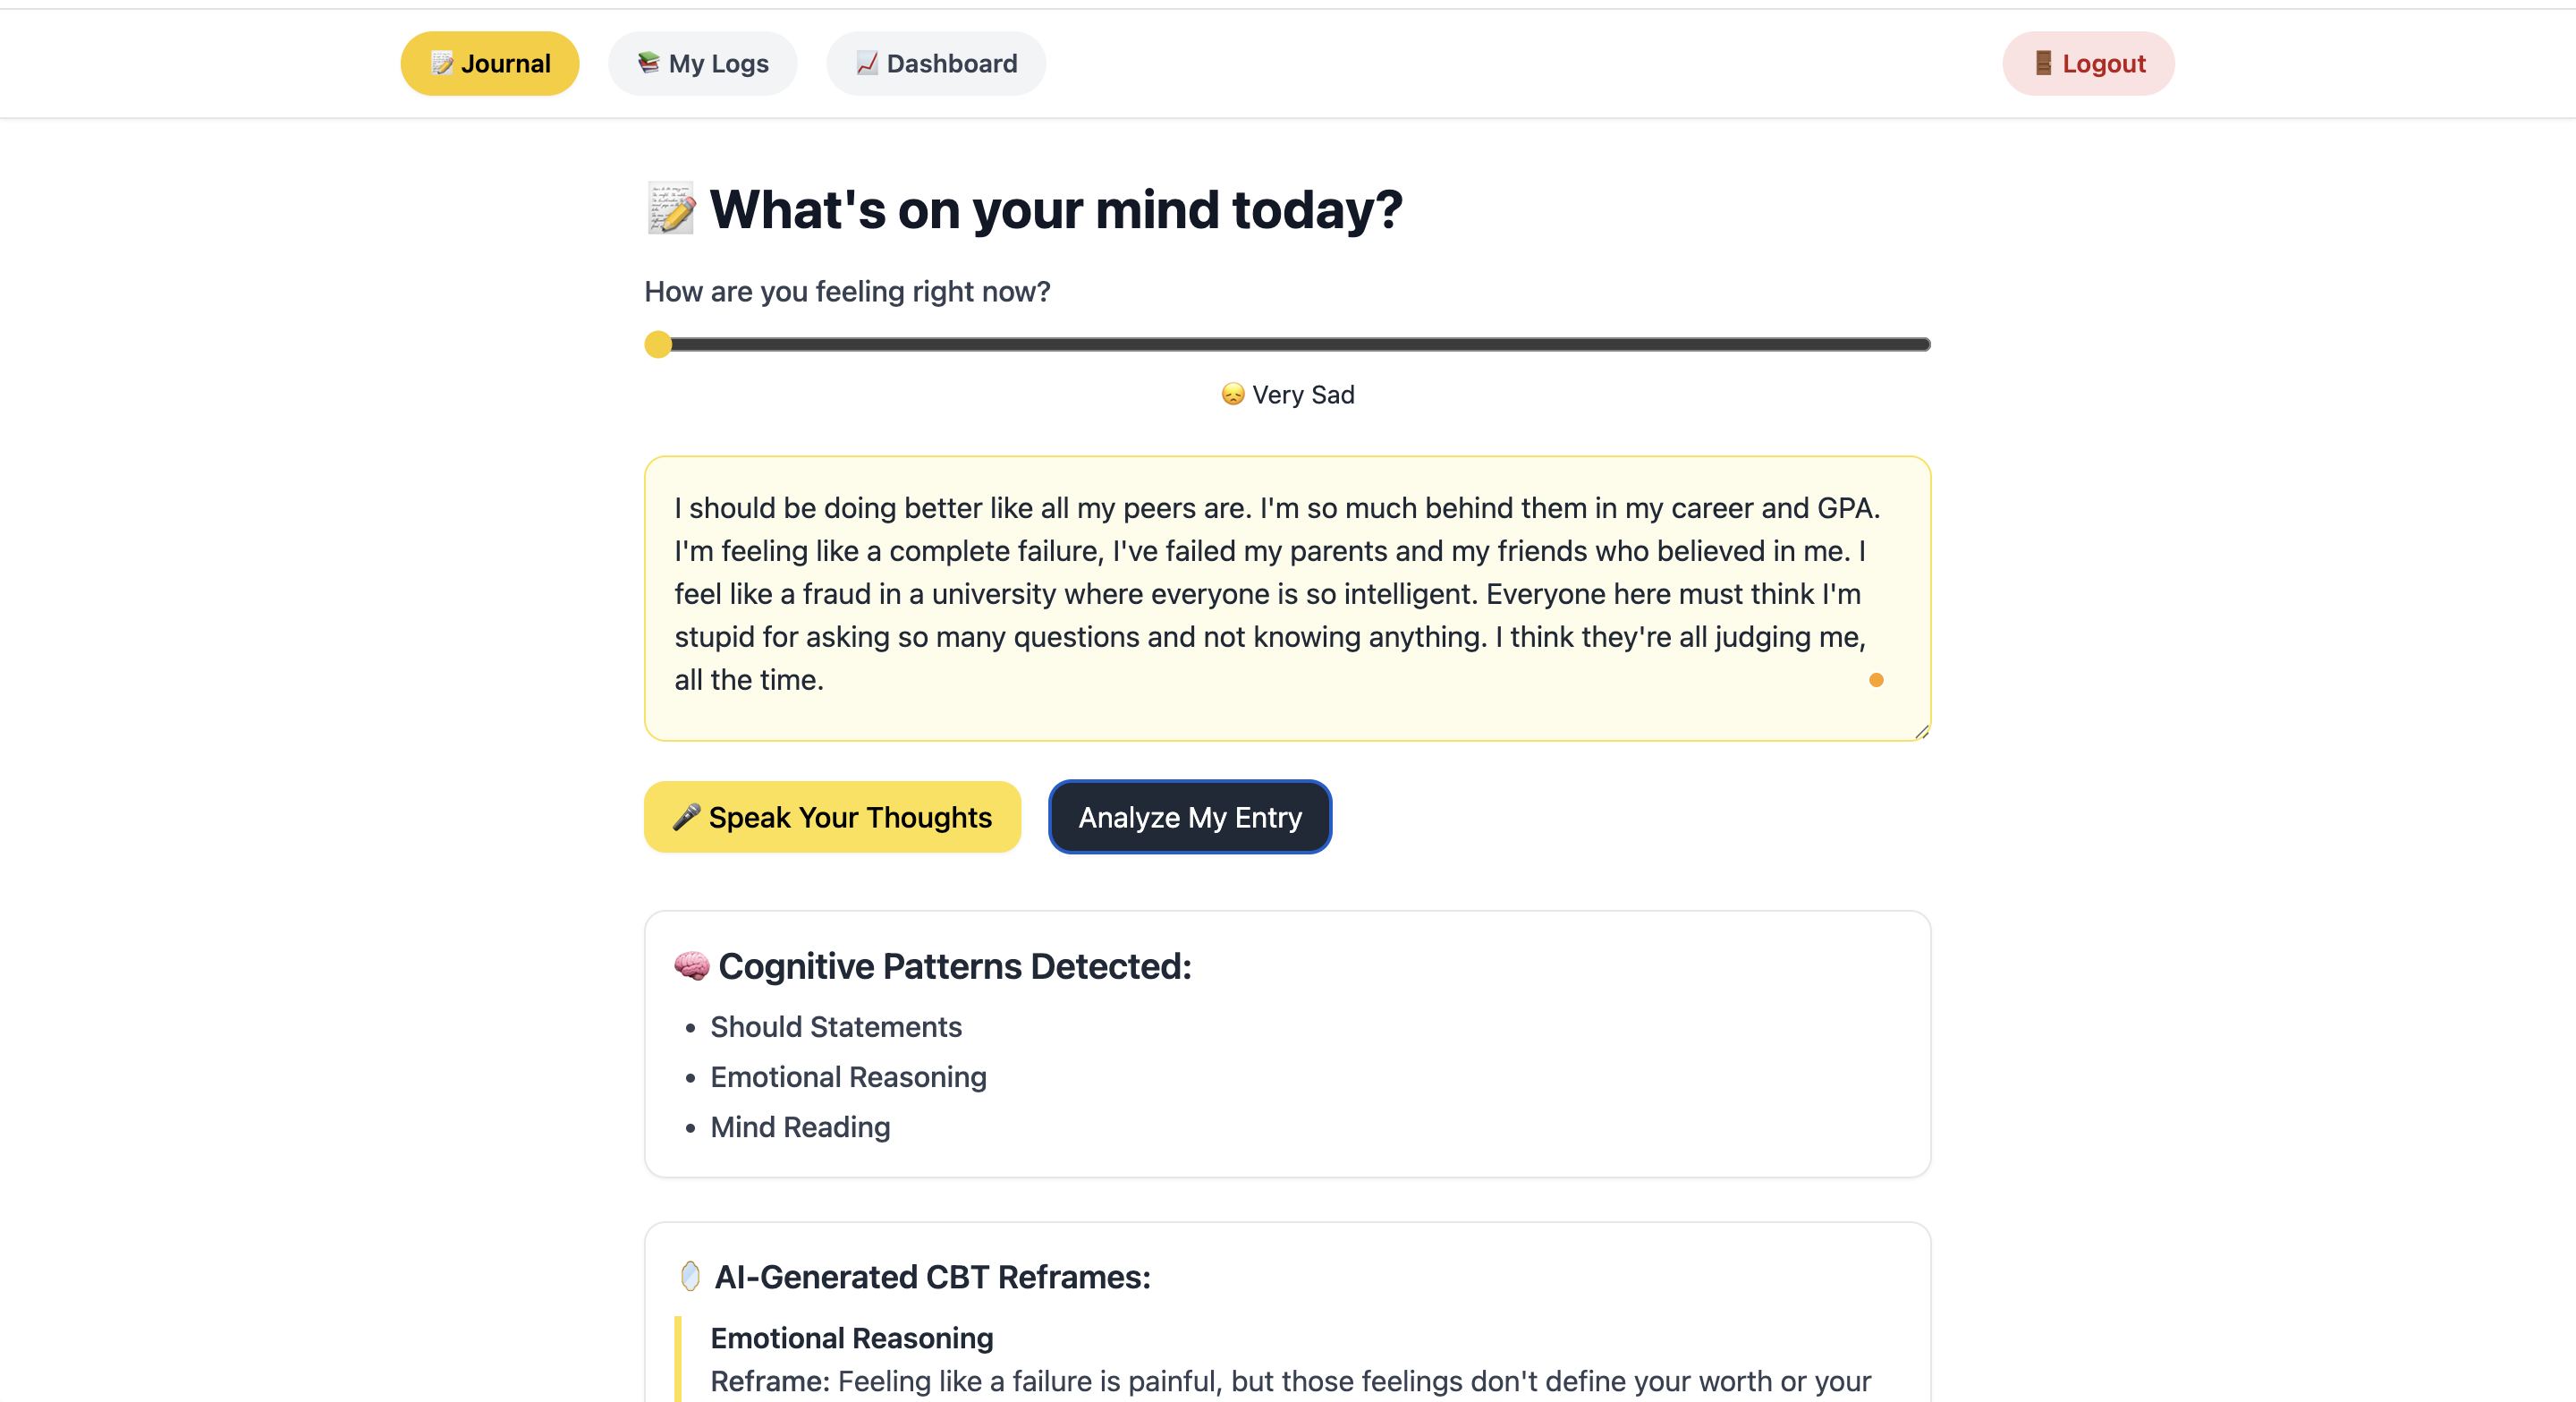 📝 Journal 📚 My Logs 📈 Dashboard 🚪 Logout
📝 What's on your mind today?
How are you feeling right now?
😞 Very Sad
I should be doing better like all my peers are. I'm so much behind them in my career and GPA.
I'm feeling like a complete failure, I've failed my parents and my friends who believed in me. I
feel like a fraud in a university where everyone is so intelligent. Everyone here must think I'm
stupid for asking so many questions and not knowing anything. I think they're all judging me,
all the time.
🎤 Speak Your Thoughts Analyze My Entry
🧠 Cognitive Patterns Detected:
• Should Statements
• Emotional Reasoning
• Mind Reading
🪞 AI-Generated CBT Reframes:
Emotional Reasoning
Reframe: Feeling like a failure is painful, but those feelings don't define your worth or your